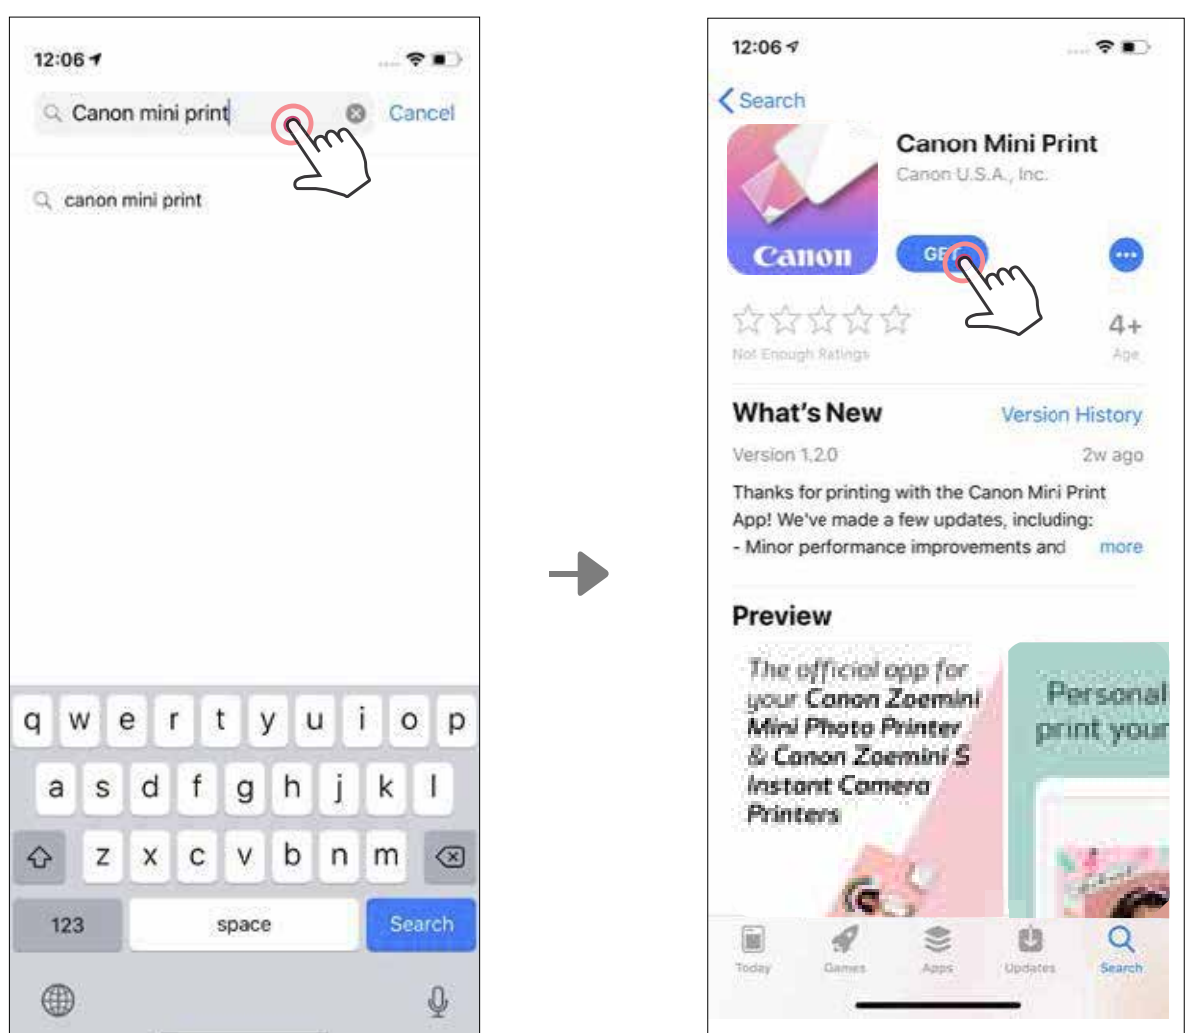 12:06
Canon mini print
Cancel
canon mini print
q w e r t y u i o p
a s d f g h j k l
z x c v b n m
123 space Search
12:06
Search
Canon Mini Print
Canon U.S.A., Inc.
Canon
GET
4+
Not Enough Ratings
Age
What's New
Version History
Version 1.2.0
2w ago
Thanks for printing with the Canon Mini Print
App! We've made a few updates, including:
- Minor performance improvements and more
Preview
The official app for
your Canon Zoemini
Mini Photo Printer
& Canon Zoemini S
Instant Camera
Printers
Personal
print your
Today Games Apps Updates Search